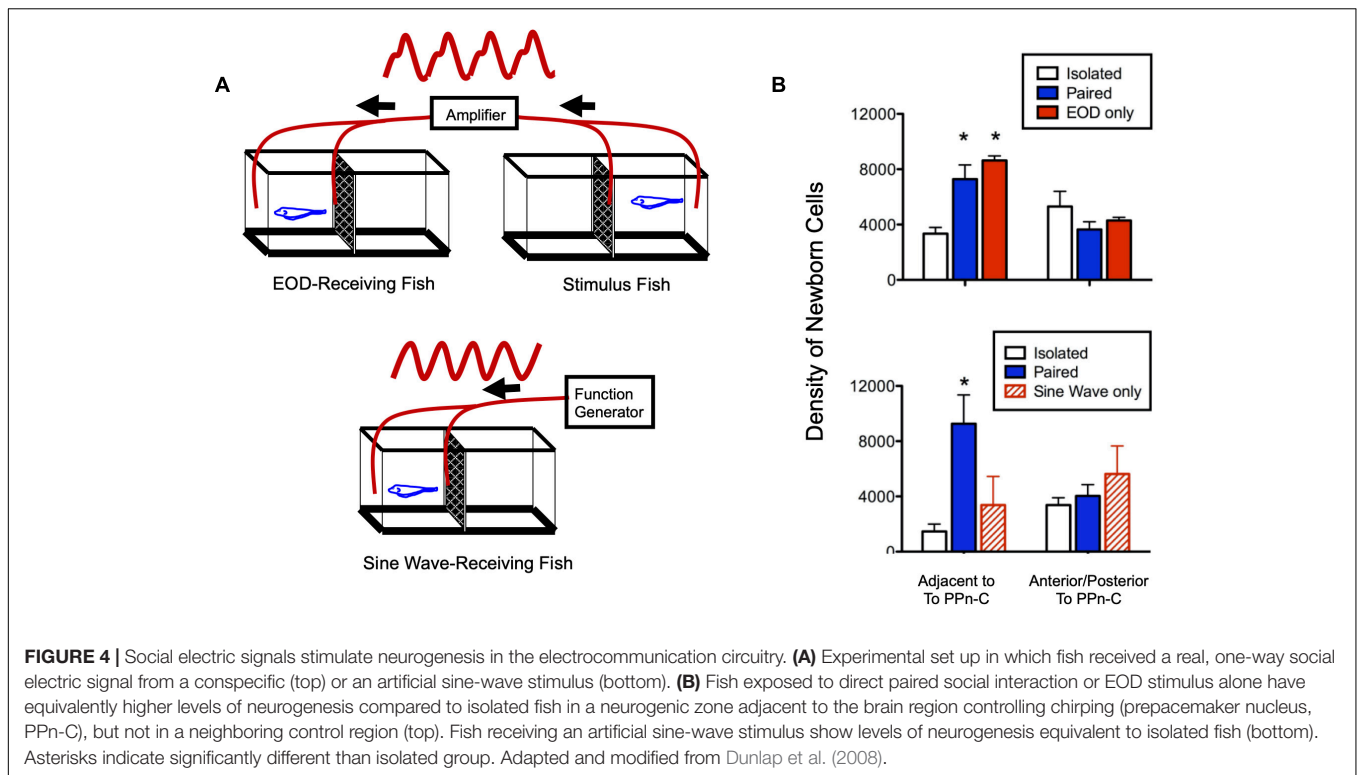 A
Amplifier
EOD-Receiving Fish
Stimulus Fish
Function
Generator
Sine Wave-Receiving Fish
B
Isolated
Paired
EOD only
12000
8000
4000
0
* *
Density of Newborn Cells
Isolated
Paired
Sine Wave only
12000
8000
4000
0
*
Adjacent to
To PPn-C
Anterior/Posterior
To PPn-C
FIGURE 4 | Social electric signals stimulate neurogenesis in the electrocommunication circuitry. (A) Experimental set up in which fish received a real, one-way social
electric signal from a conspecific (top) or an artificial sine-wave stimulus (bottom). (B) Fish exposed to direct paired social interaction or EOD stimulus alone have
equivalently higher levels of neurogenesis compared to isolated fish in a neurogenic zone adjacent to the brain region controlling chirping (prepacemaker nucleus,
PPn-C), but not in a neighboring control region (top). Fish receiving an artificial sine-wave stimulus show levels of neurogenesis equivalent to isolated fish (bottom).
Asterisks indicate significantly different than isolated group. Adapted and modified from Dunlap et al. (2008).